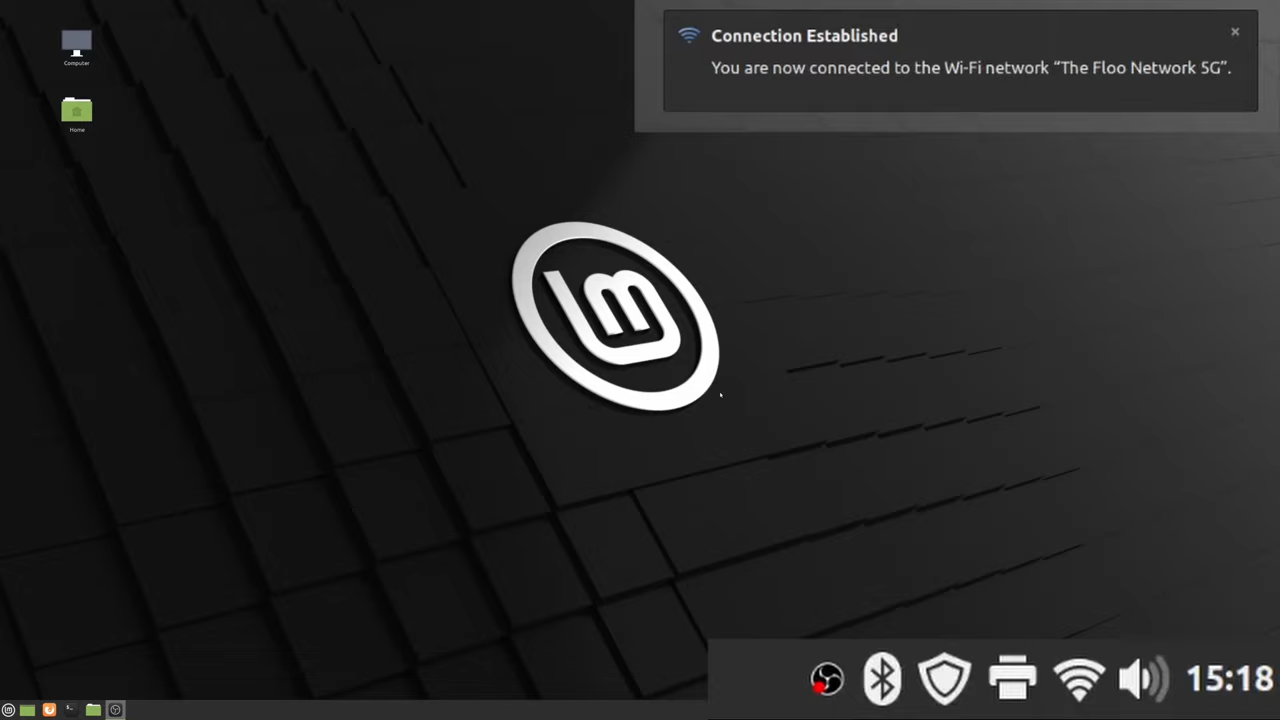 Computer
Home
Connection Established
You are now connected to the Wi-Fi network “The Floo Network 5G”.
15:18